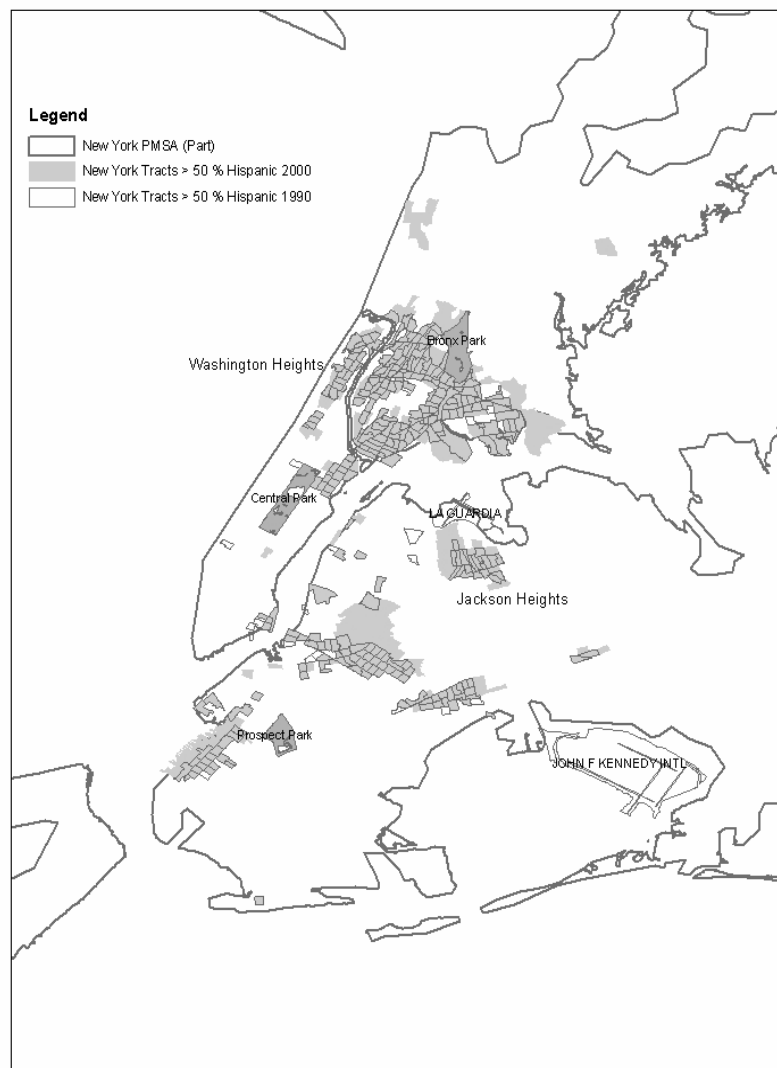 Legend
New York PMSA (Part)
New York Tracts > 50 % Hispanic 2000
New York Tracts > 50 % Hispanic 1990
Bronx Park
Washington Heights
Central Park
LA GUARDIA
Jackson Heights
Prospect Park
JOHN F KENNEDY INTL